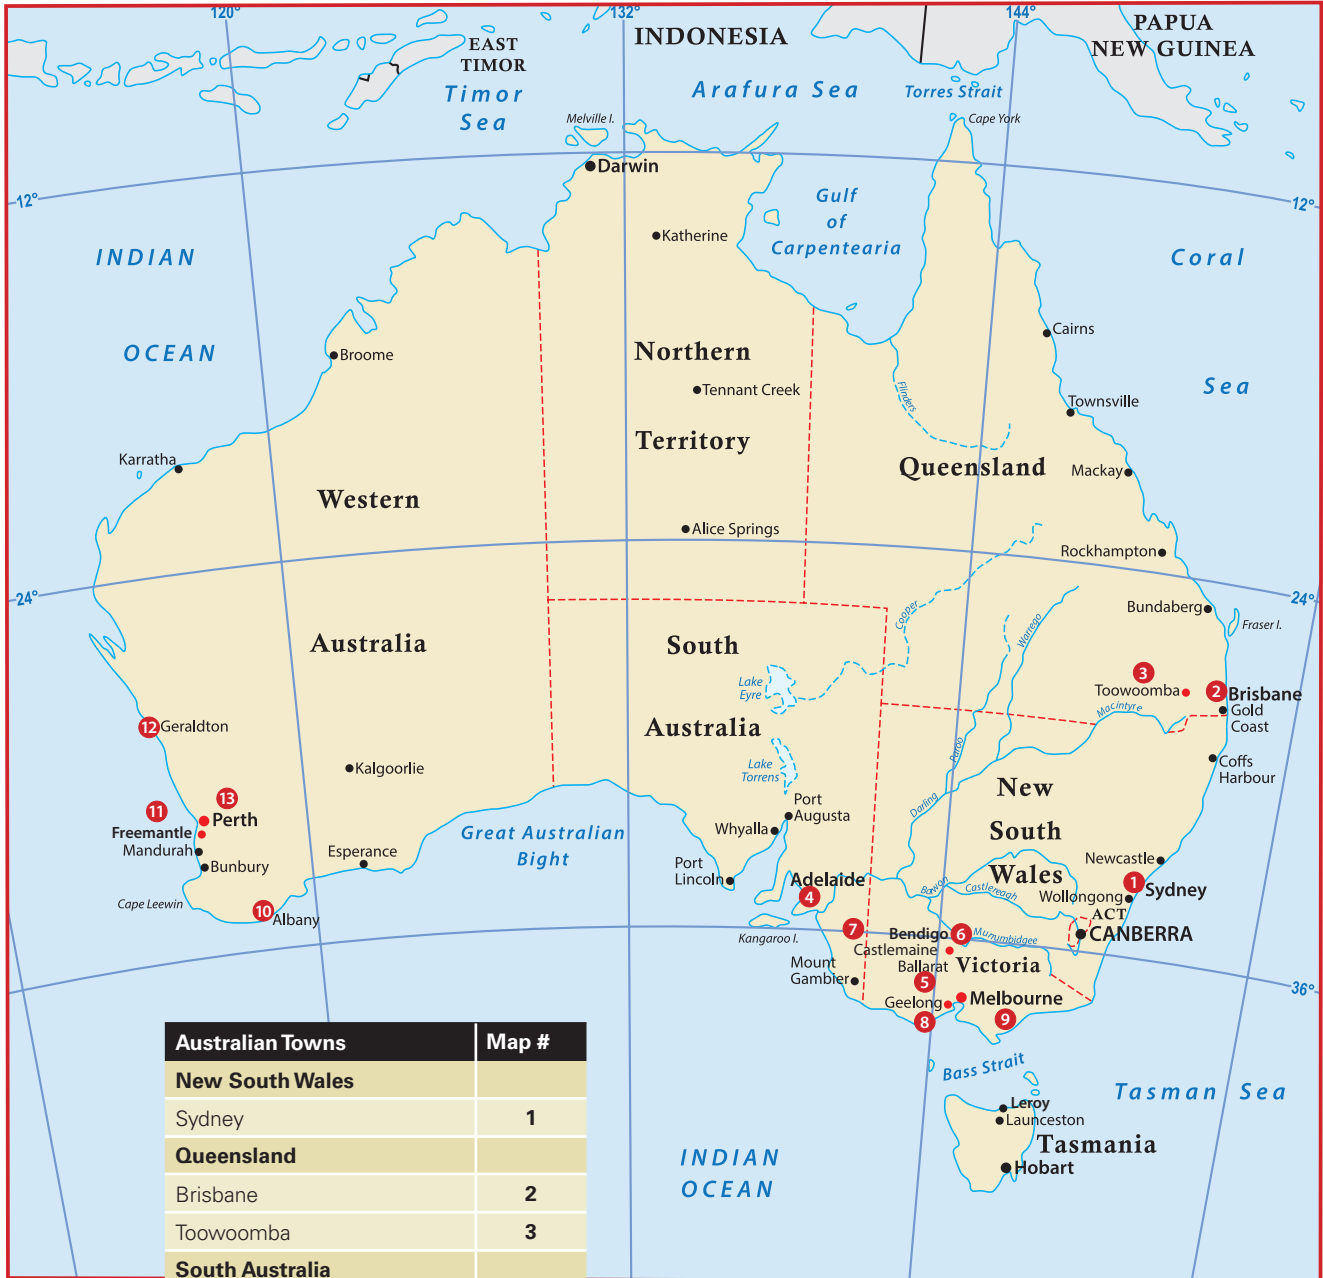 120°
132°
144°
EAST
TIMOR
INDONESIA
PAPUA
NEW GUINEA
Timor
Sea
Arafura Sea
Torres Strait
Melville I.
Cape York
Darwin
12°
12°
Gulf
of
Carpentearia
Katherine
INDIAN
OCEAN
Coral
Sea
Broome
Cairns
Northern
Territory
Tennant Creek
Flinders
Townsville
Karratha
Queensland
Mackay
Western
Australia
Alice Springs
Rockhampton
24°
24°
Cooper
Warrego
Bundaberg
Fraser I.
South
Australia
Lake
Eyre
3
Toowoomba
2
Brisbane
Gold
Coast
Macintyre
12
Geraldton
Paroo
Lake
Torrens
Kalgoorlie
Coffs
Harbour
New
South
Wales
Darling
13
11
Perth
Freemantle
Mandurah
Bunbury
Port
Augusta
Whyalla
Great Australian
Bight
Esperance
Port
Lincoln
Newcastle
Adelaide
4
Barwon
Castlereagh
Wollongong
1
Sydney
ACT
CANBERRA
Cape Leewin
10
Albany
Kangaroo I.
7
Bendigo
6
Murrumbidgee
Castlemaine
Ballarat
Victoria
Mount
Gambier
5
Geelong
Melbourne
8
9
36°
Bass Strait
Tasman Sea
Leroy
Launceston
Tasmania
Hobart
INDIAN
OCEAN
Australian Towns Map #
New South Wales
Sydney 1
Queensland
Brisbane 2
Toowoomba 3
South Australia